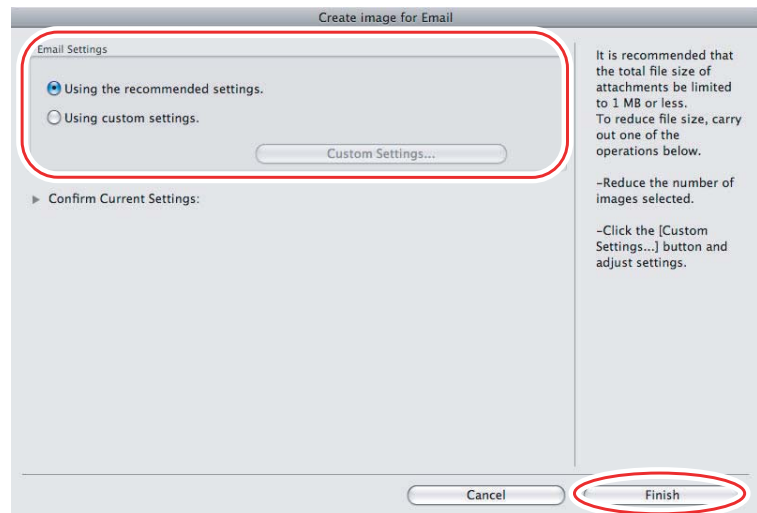 Create image for Email
Email Settings
Using the recommended settings.
Using custom settings.
Custom Settings...
Confirm Current Settings:
It is recommended that
the total file size of
attachments be limited
to 1 MB or less.
To reduce file size, carry
out one of the
operations below.
-Reduce the number of
images selected.
-Click the [Custom
Settings...] button and
adjust settings.
Cancel
Finish